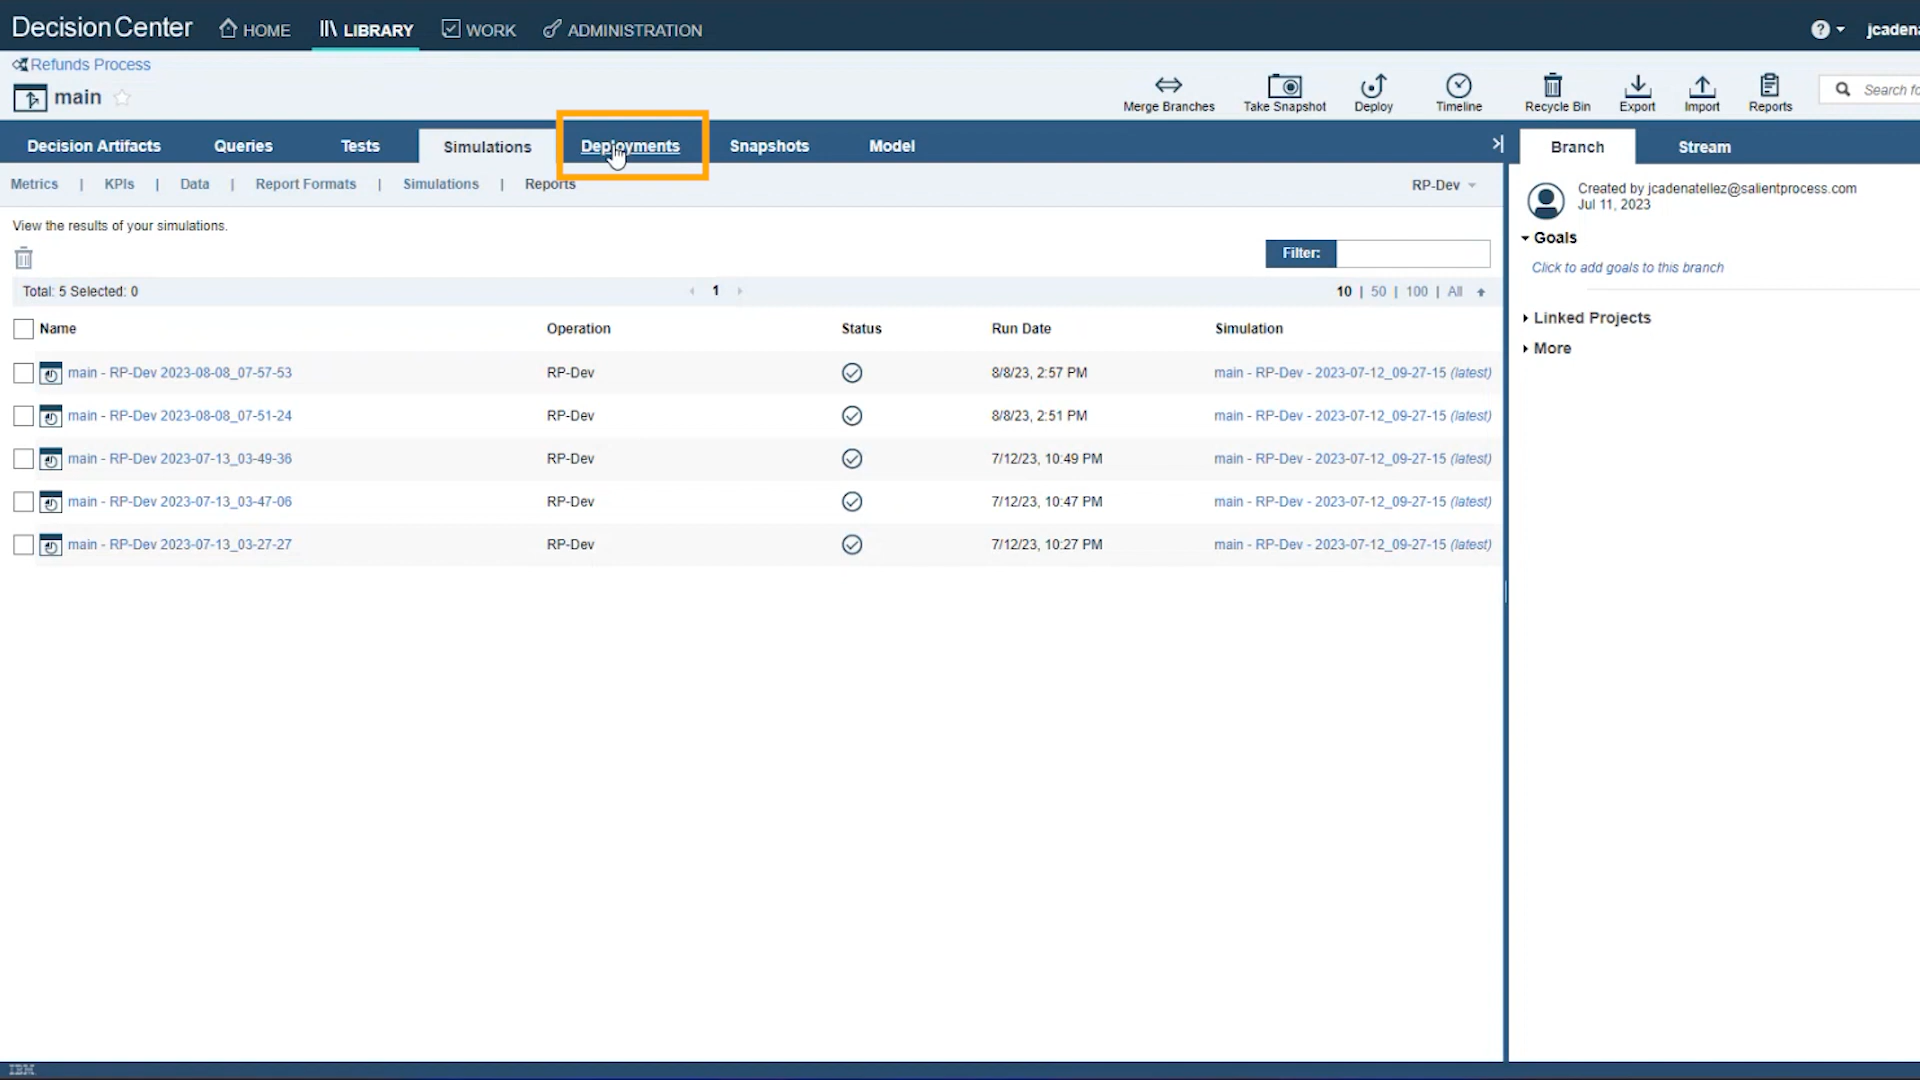 Decision Center HOME LIBRARY WORK ADMINISTRATION ? jcadena
Refunds Process
main
Merge Branches Take Snapshot Deploy Timeline Recycle Bin Export Import Reports Search fo
Decision Artifacts Queries Tests Simulations Deployments Snapshots Model Branch Stream
Metrics | KPIs | Data | Report Formats | Simulations | Reports RP-Dev
Created by jcadenatellez@salientprocess.com
Jul 11, 2023
View the results of your simulations.
Goals
Filter:
Click to add goals to this branch
Total: 5 Selected: 0 1 10 | 50 | 100 | All
Linked Projects
Name Operation Status Run Date Simulation
More
main - RP-Dev 2023-08-08_07-57-53 RP-Dev 8/8/23, 2:57 PM main - RP-Dev - 2023-07-12_09-27-15 (latest)
main - RP-Dev 2023-08-08_07-51-24 RP-Dev 8/8/23, 2:51 PM main - RP-Dev - 2023-07-12_09-27-15 (latest)
main - RP-Dev 2023-07-13_03-49-36 RP-Dev 7/12/23, 10:49 PM main - RP-Dev - 2023-07-12_09-27-15 (latest)
main - RP-Dev 2023-07-13_03-47-06 RP-Dev 7/12/23, 10:47 PM main - RP-Dev - 2023-07-12_09-27-15 (latest)
main - RP-Dev 2023-07-13_03-27-27 RP-Dev 7/12/23, 10:27 PM main - RP-Dev - 2023-07-12_09-27-15 (latest)
IBM